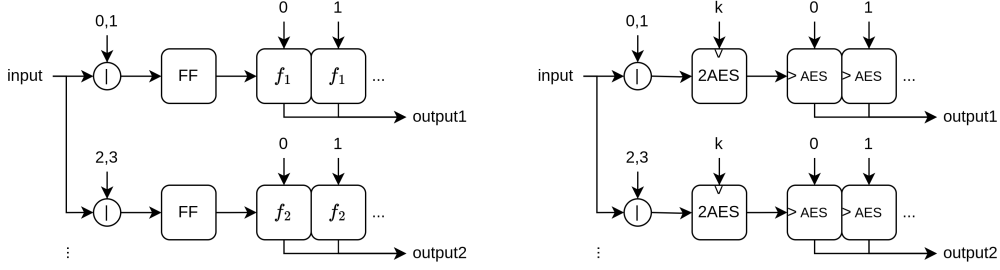 0 1 0 1
0,1 0,1 k
input | FF f₁ f₁ ... input | 2AES > AES > AES ...
output1 output1
0 1 k 0 1
2,3 2,3
| FF f₂ f₂ ... | 2AES > AES > AES ...
⋮ output2 ⋮ output2